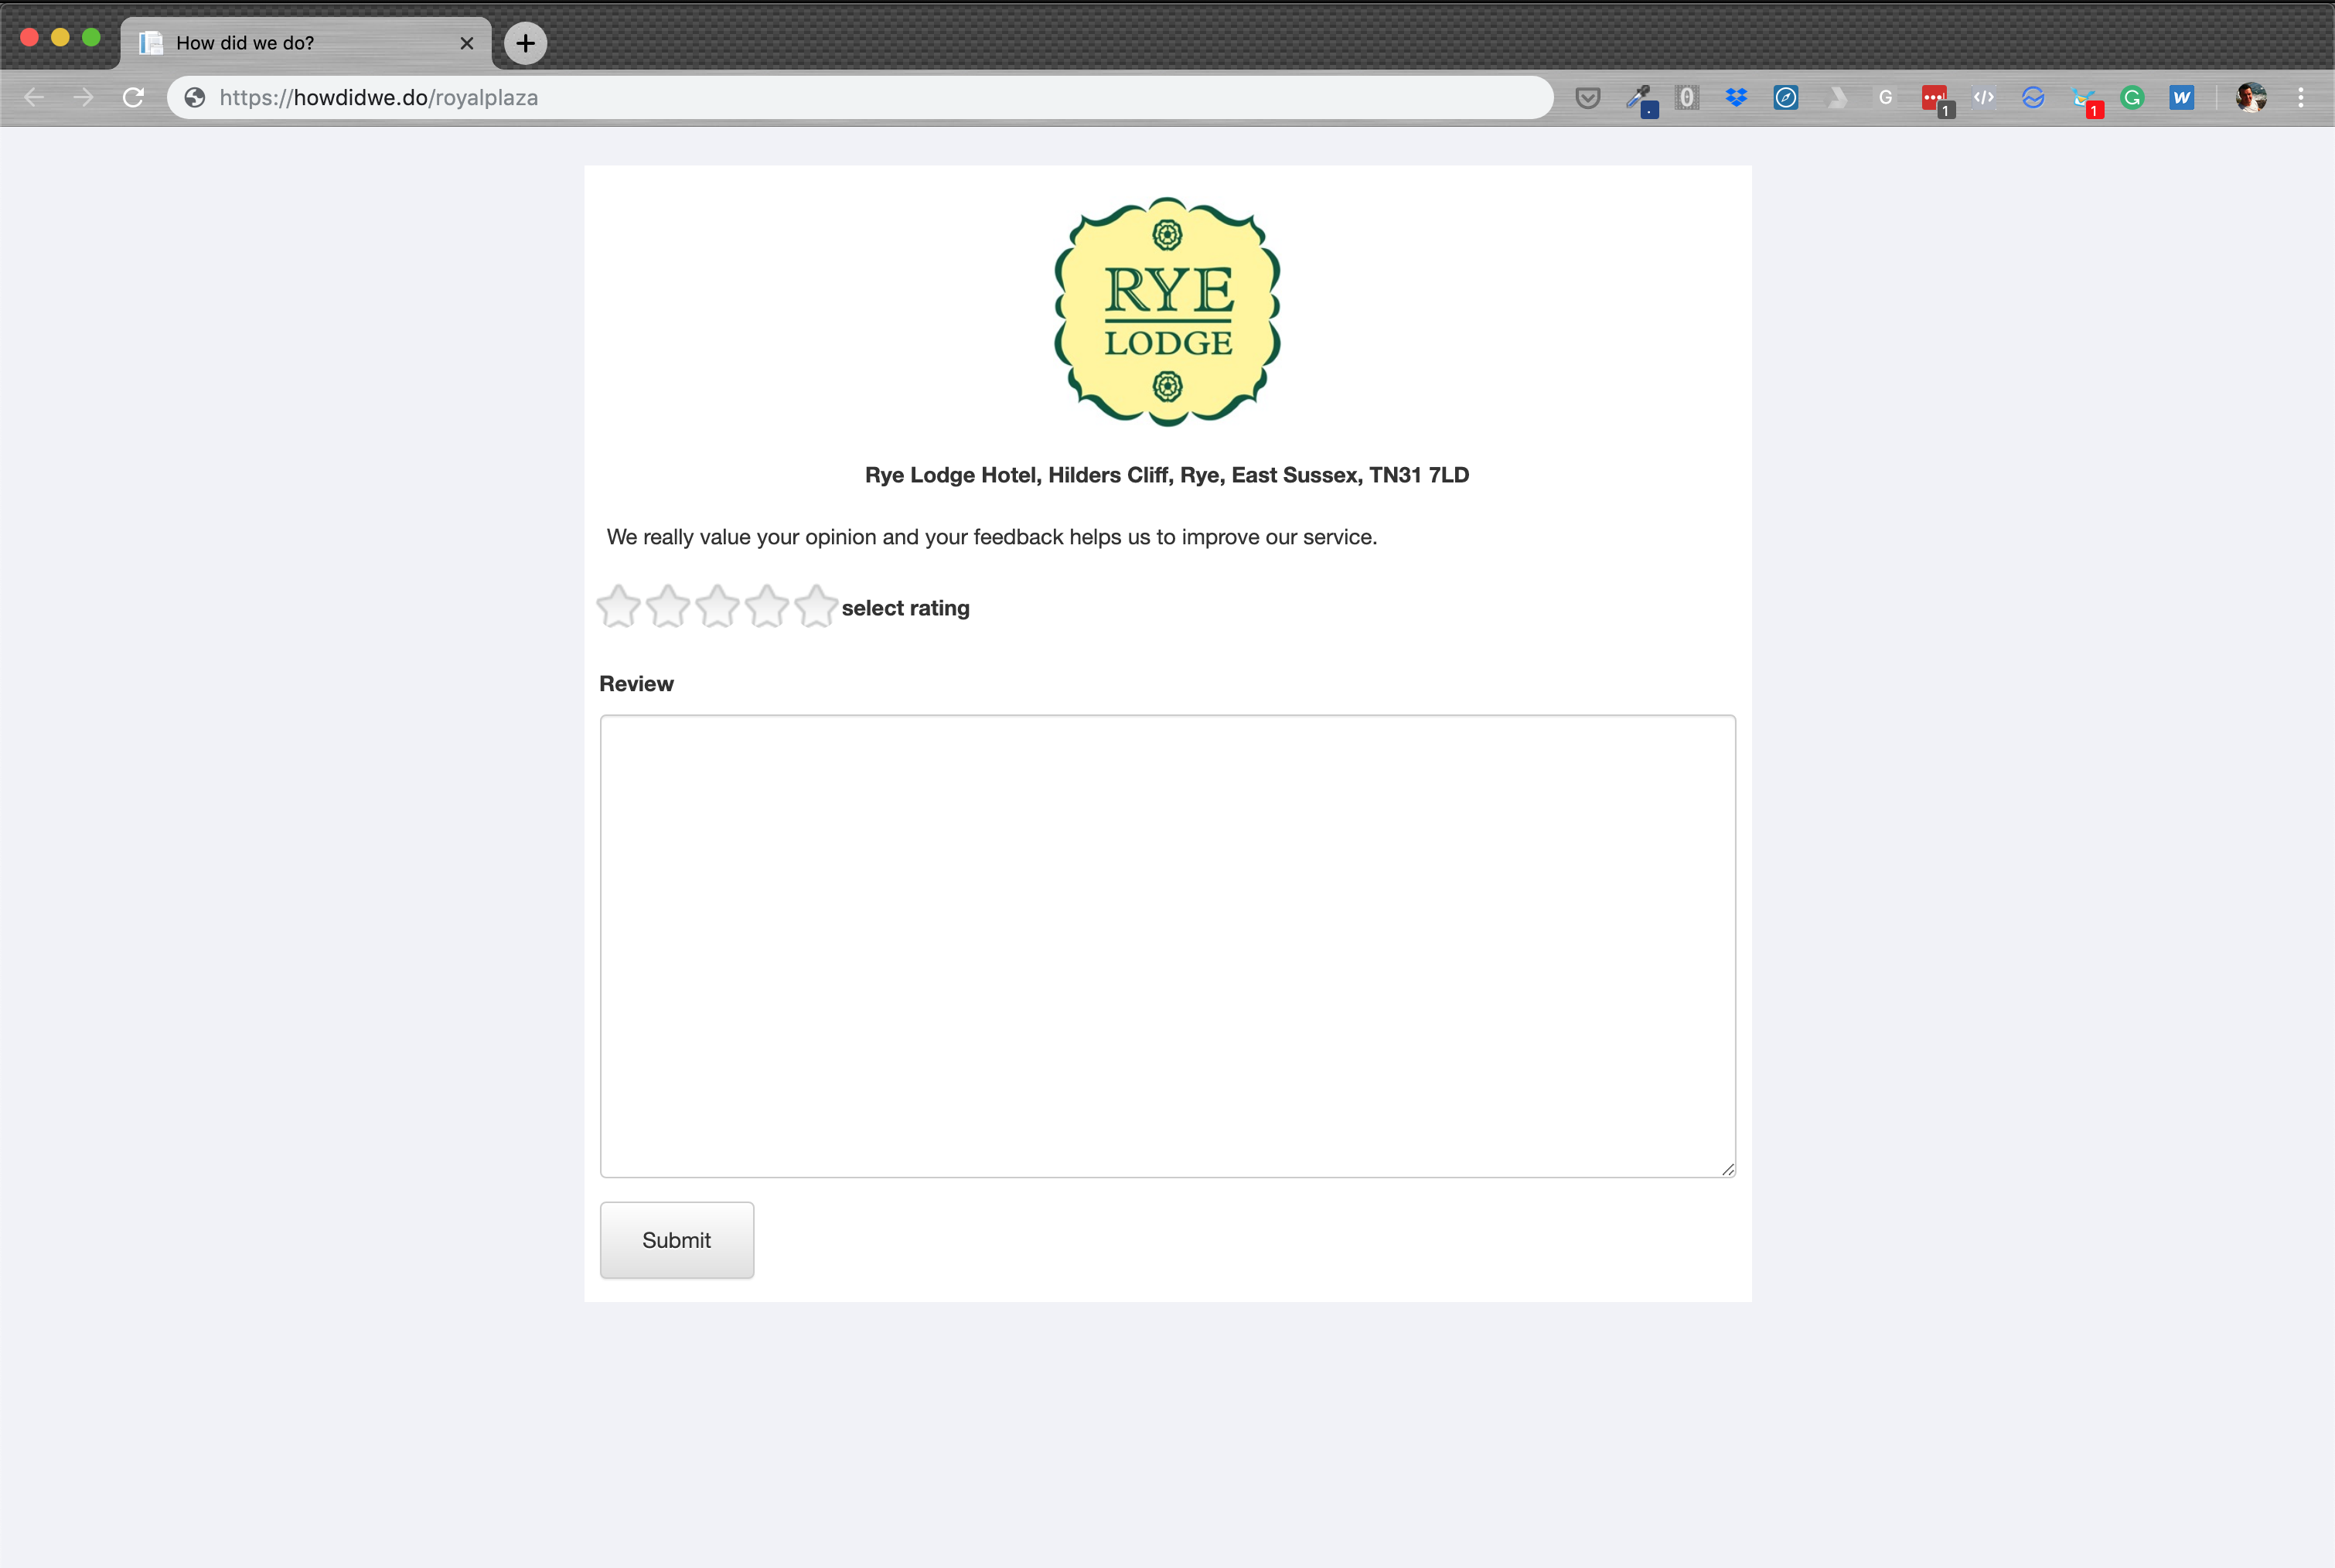 How did we do?
https://howdidwe.do/royalplaza
1
1
RYE
LODGE
Rye Lodge Hotel, Hilders Cliff, Rye, East Sussex, TN31 7LD
We really value your opinion and your feedback helps us to improve our service.
select rating
Review
Submit